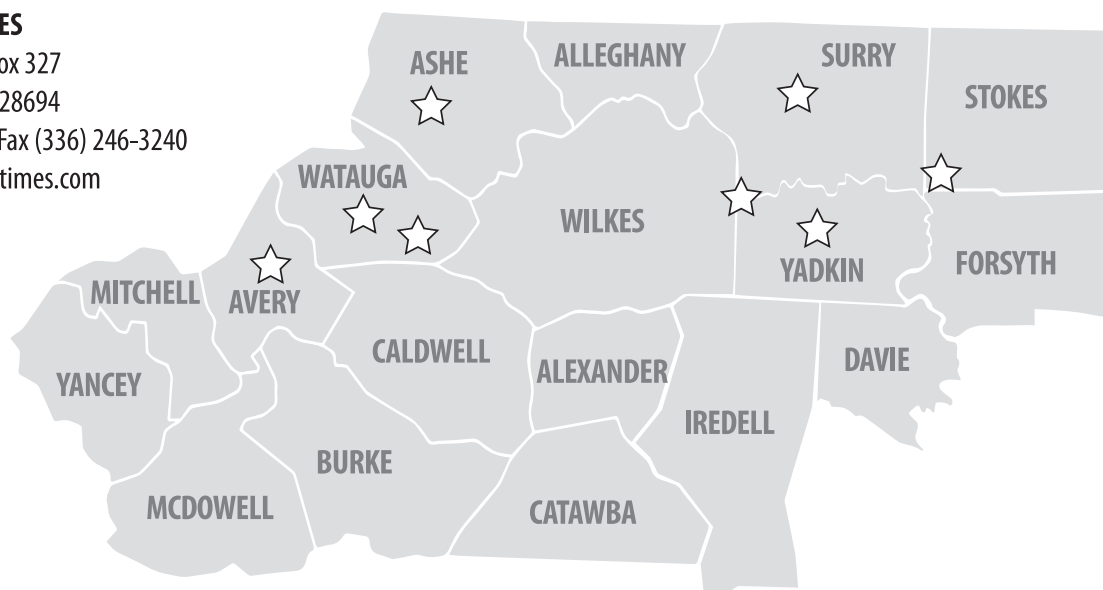 ES
ox 327
28694
Fax (336) 246-3240
times.com
ASHE
ALLEGHANY
SURRY
STOKES
WATAUGA
WILKES
MITCHELL
AVERY
YADKIN
FORSYTH
YANCEY
CALDWELL
ALEXANDER
DAVIE
IREDELL
BURKE
MCDOWELL
CATAWBA